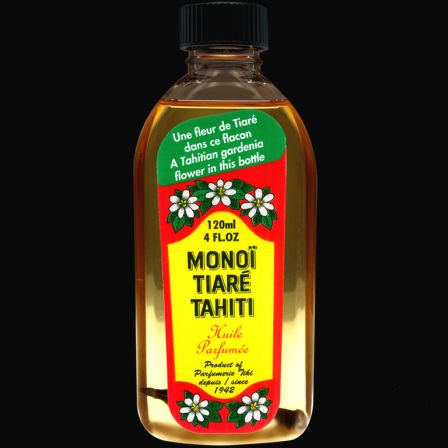 Une fleur de Tiaré
dans ce flacon
A Tahitian gardenia
flower in this bottle
120ml
4 FL.OZ
MONOÏ
TIARÉ
TAHITI
Huile
Parfumée
Product of
Parfumerie Tiki
depuis / since
1942